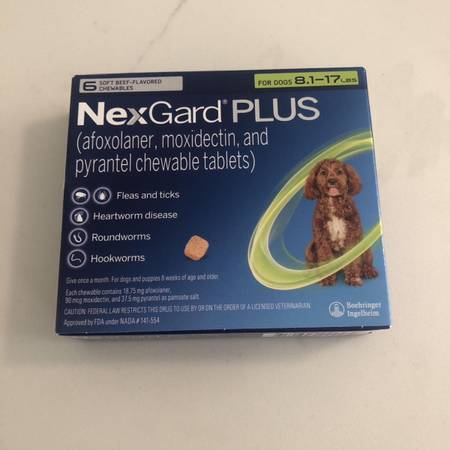 6 SOFT BEEF-FLAVORED
CHEWABLES
FOR DOGS 8.1–17 LBS
NexGard® PLUS
(afoxolaner, moxidectin, and
pyrantel chewable tablets)
Fleas and ticks
Heartworm disease
Roundworms
Hookworms
Give once a month. For dogs and puppies 8 weeks of age and older.
Each chewable contains 18.75 mg afoxolaner,
90 mcg moxidectin, and 37.5 mg pyrantel as pamoate salt.
CAUTION: FEDERAL LAW RESTRICTS THIS DRUG TO USE BY OR ON THE ORDER OF A LICENSED VETERINARIAN.
Approved by FDA under NADA # 141-554
Boehringer
Ingelheim